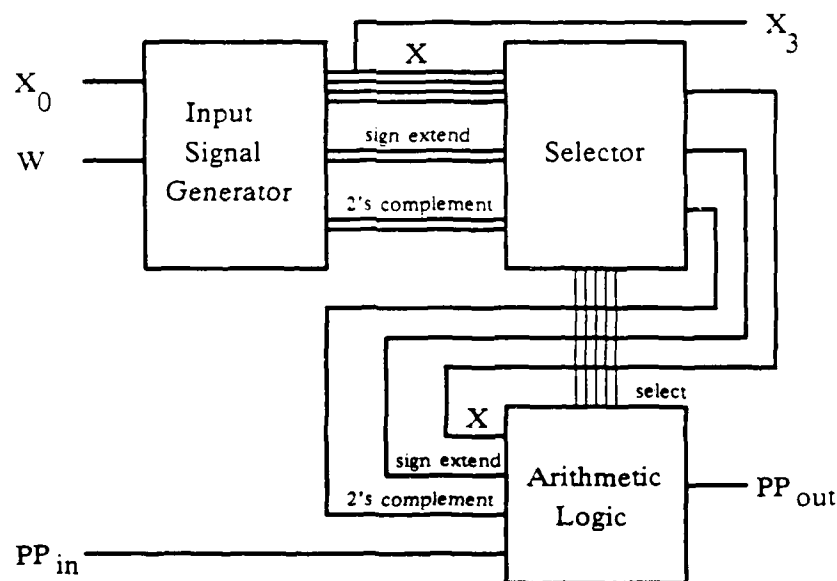 X3
X
X0
Input
Signal
Generator
sign extend
Selector
W
2's complement
select
X
sign extend
Arithmetic
Logic
2's complement
PPout
PPin